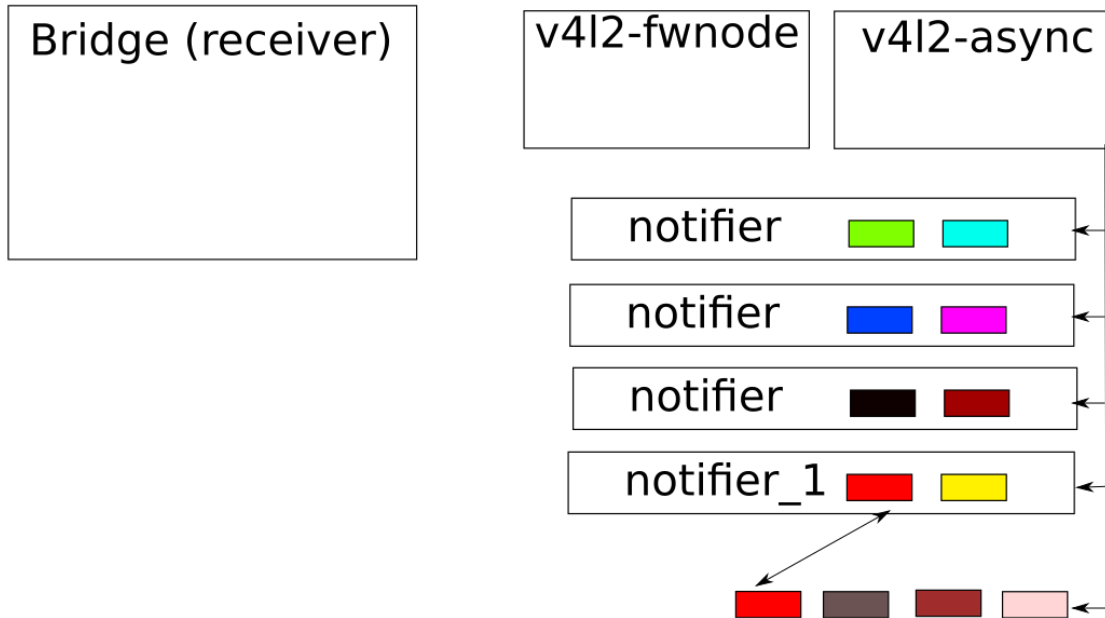 Bridge (receiver)
v4l2-fwnode
v4l2-async
notifier
notifier
notifier
notifier_1